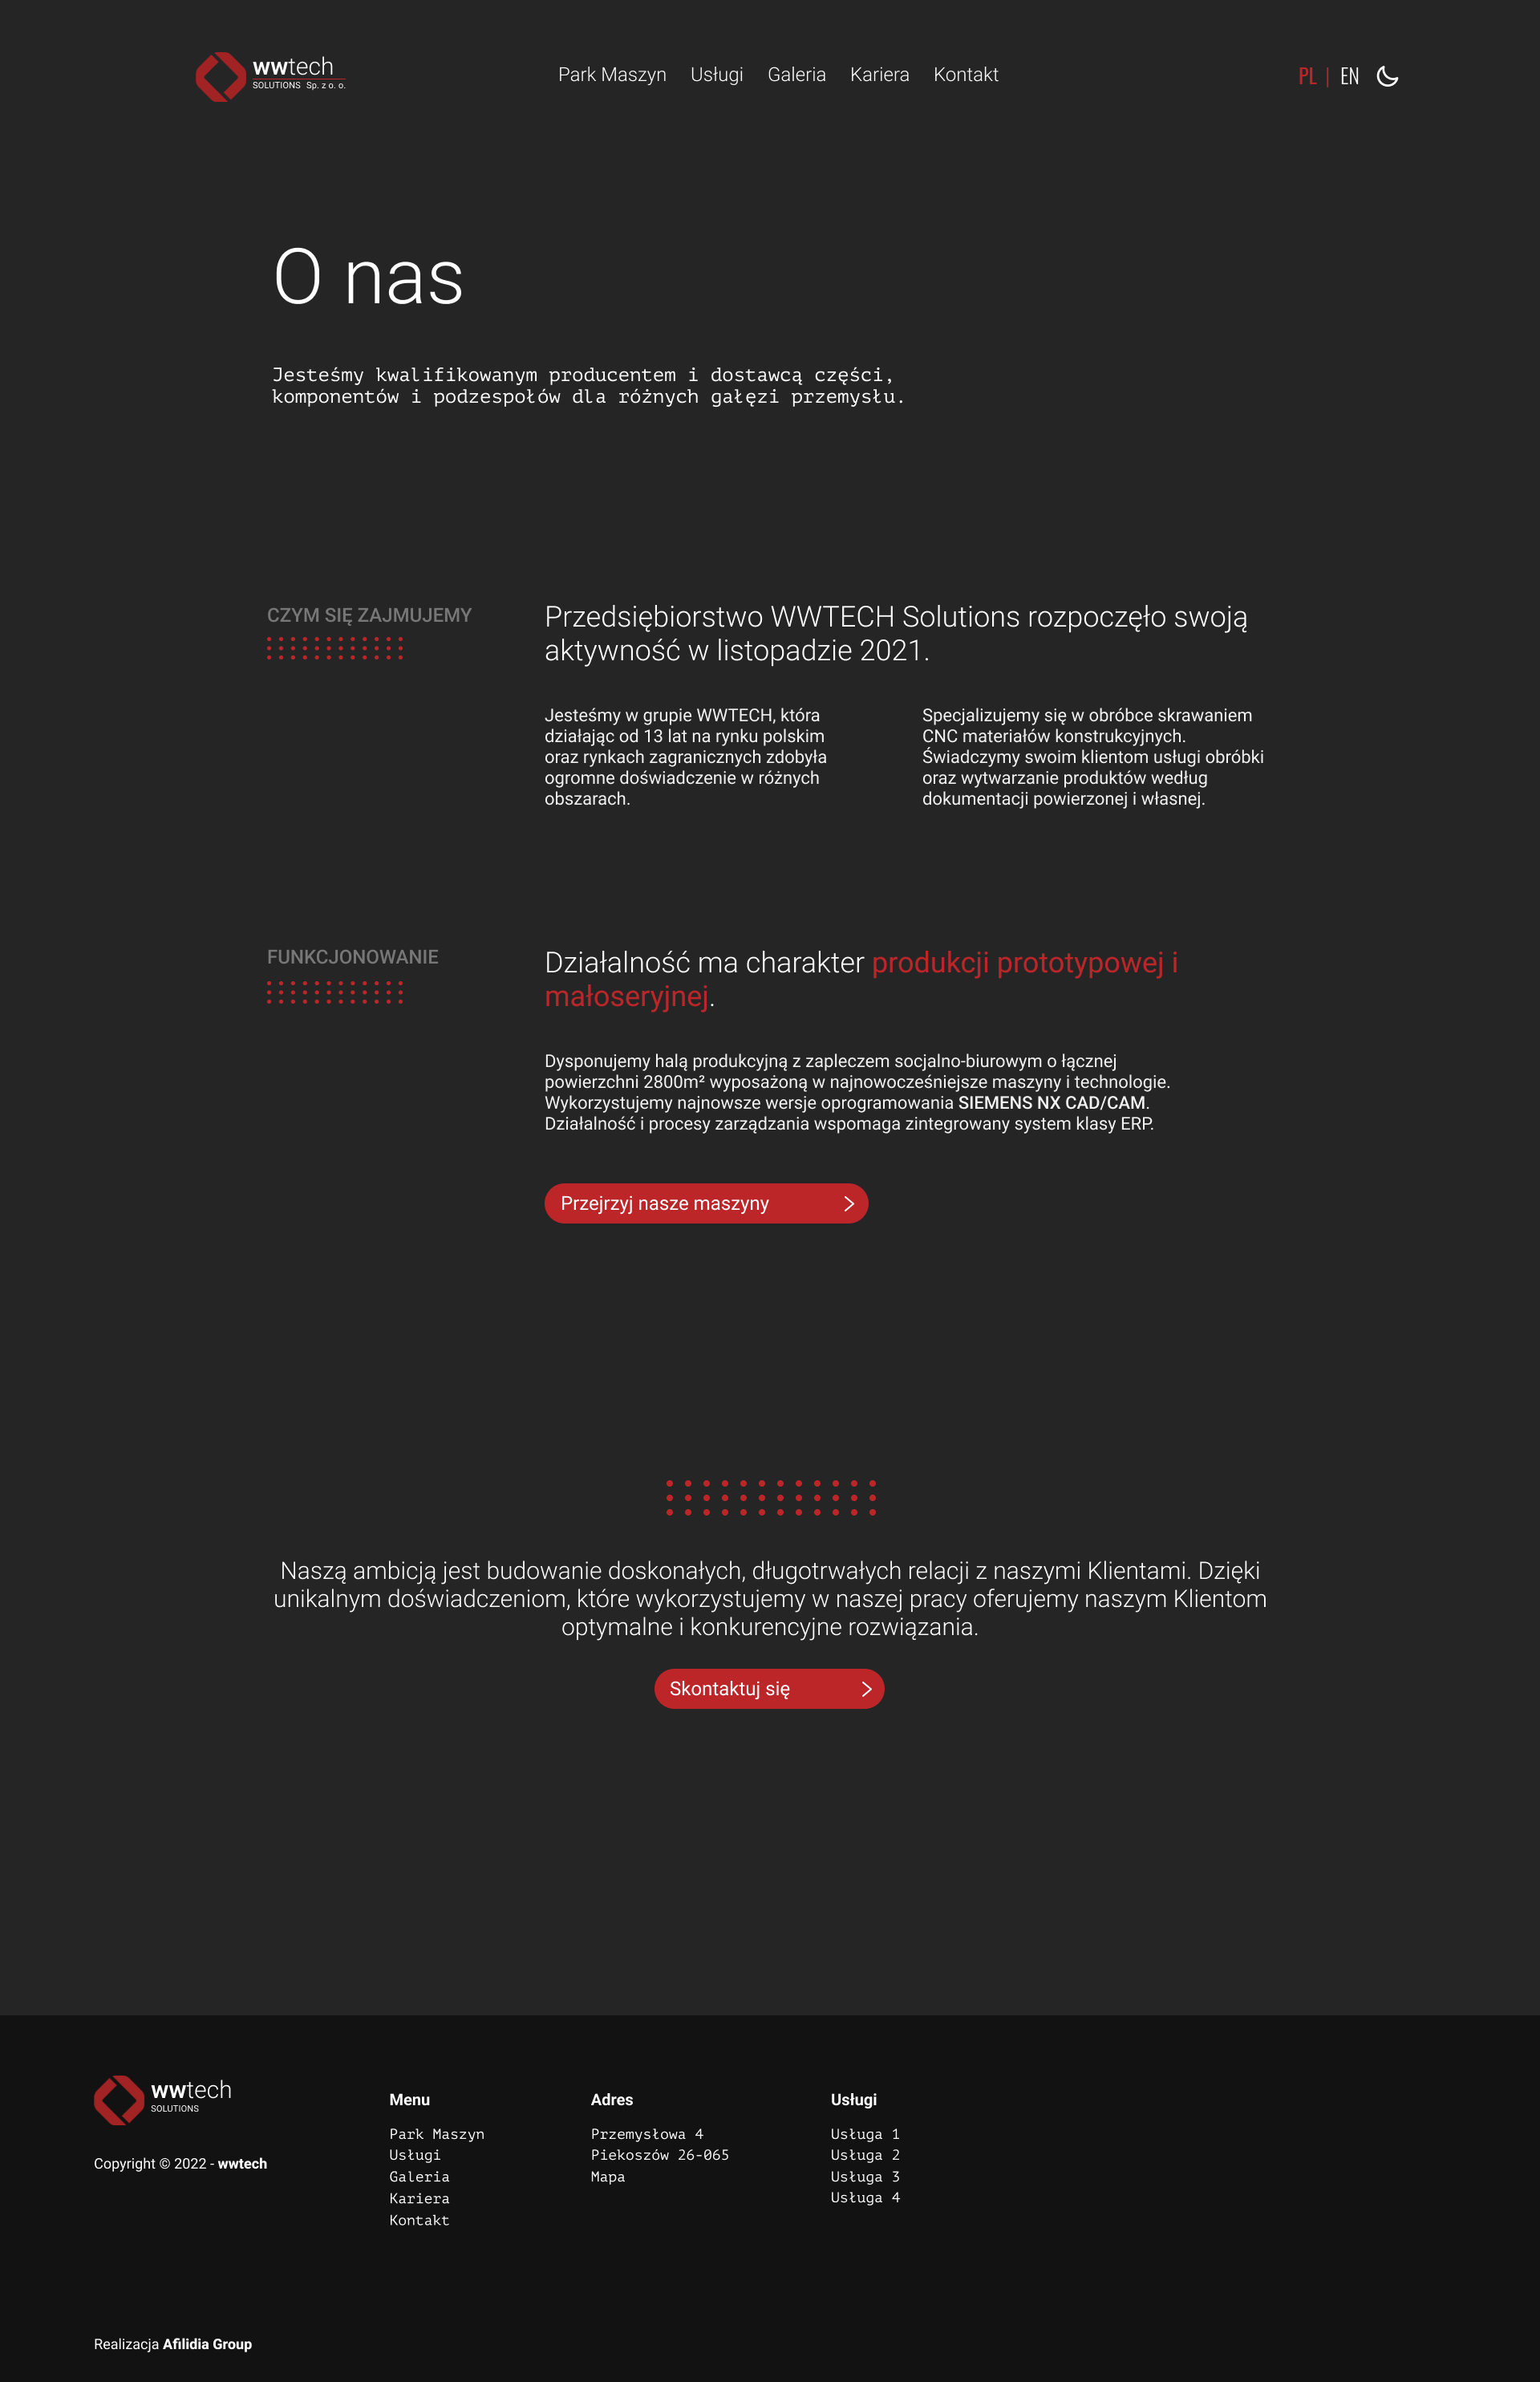 wwtech
SOLUTIONS Sp. z o. o.
Park Maszyn
Usługi
Galeria
Kariera
Kontakt
PL | EN
O nas
Jesteśmy kwalifikowanym producentem i dostawcą części,
komponentów i podzespołów dla różnych gałęzi przemysłu.
CZYM SIĘ ZAJMUJEMY
Przedsiębiorstwo WWTECH Solutions rozpoczęło swoją
aktywność w listopadzie 2021.
Jesteśmy w grupie WWTECH, która
działając od 13 lat na rynku polskim
oraz rynkach zagranicznych zdobyła
ogromne doświadczenie w różnych
obszarach.
Specjalizujemy się w obróbce skrawaniem
CNC materiałów konstrukcyjnych.
Świadczymy swoim klientom usługi obróbki
oraz wytwarzanie produktów według
dokumentacji powierzonej i własnej.
FUNKCJONOWANIE
Działalność ma charakter produkcji prototypowej i
małoseryjnej.
Dysponujemy halą produkcyjną z zapleczem socjalno-biurowym o łącznej
powierzchni 2800m² wyposażoną w najnowocześniejsze maszyny i technologie.
Wykorzystujemy najnowsze wersje oprogramowania SIEMENS NX CAD/CAM.
Działalność i procesy zarządzania wspomaga zintegrowany system klasy ERP.
Przejrzyj nasze maszyny
Naszą ambicją jest budowanie doskonałych, długotrwałych relacji z naszymi Klientami. Dzięki
unikalnym doświadczeniom, które wykorzystujemy w naszej pracy oferujemy naszym Klientom
optymalne i konkurencyjne rozwiązania.
Skontaktuj się
wwtech
SOLUTIONS
Copyright © 2022 - wwtech
Menu
Park Maszyn
Usługi
Galeria
Kariera
Kontakt
Adres
Przemysłowa 4
Piekoszów 26-065
Mapa
Usługi
Usługa 1
Usługa 2
Usługa 3
Usługa 4
Realizacja Afilidia Group